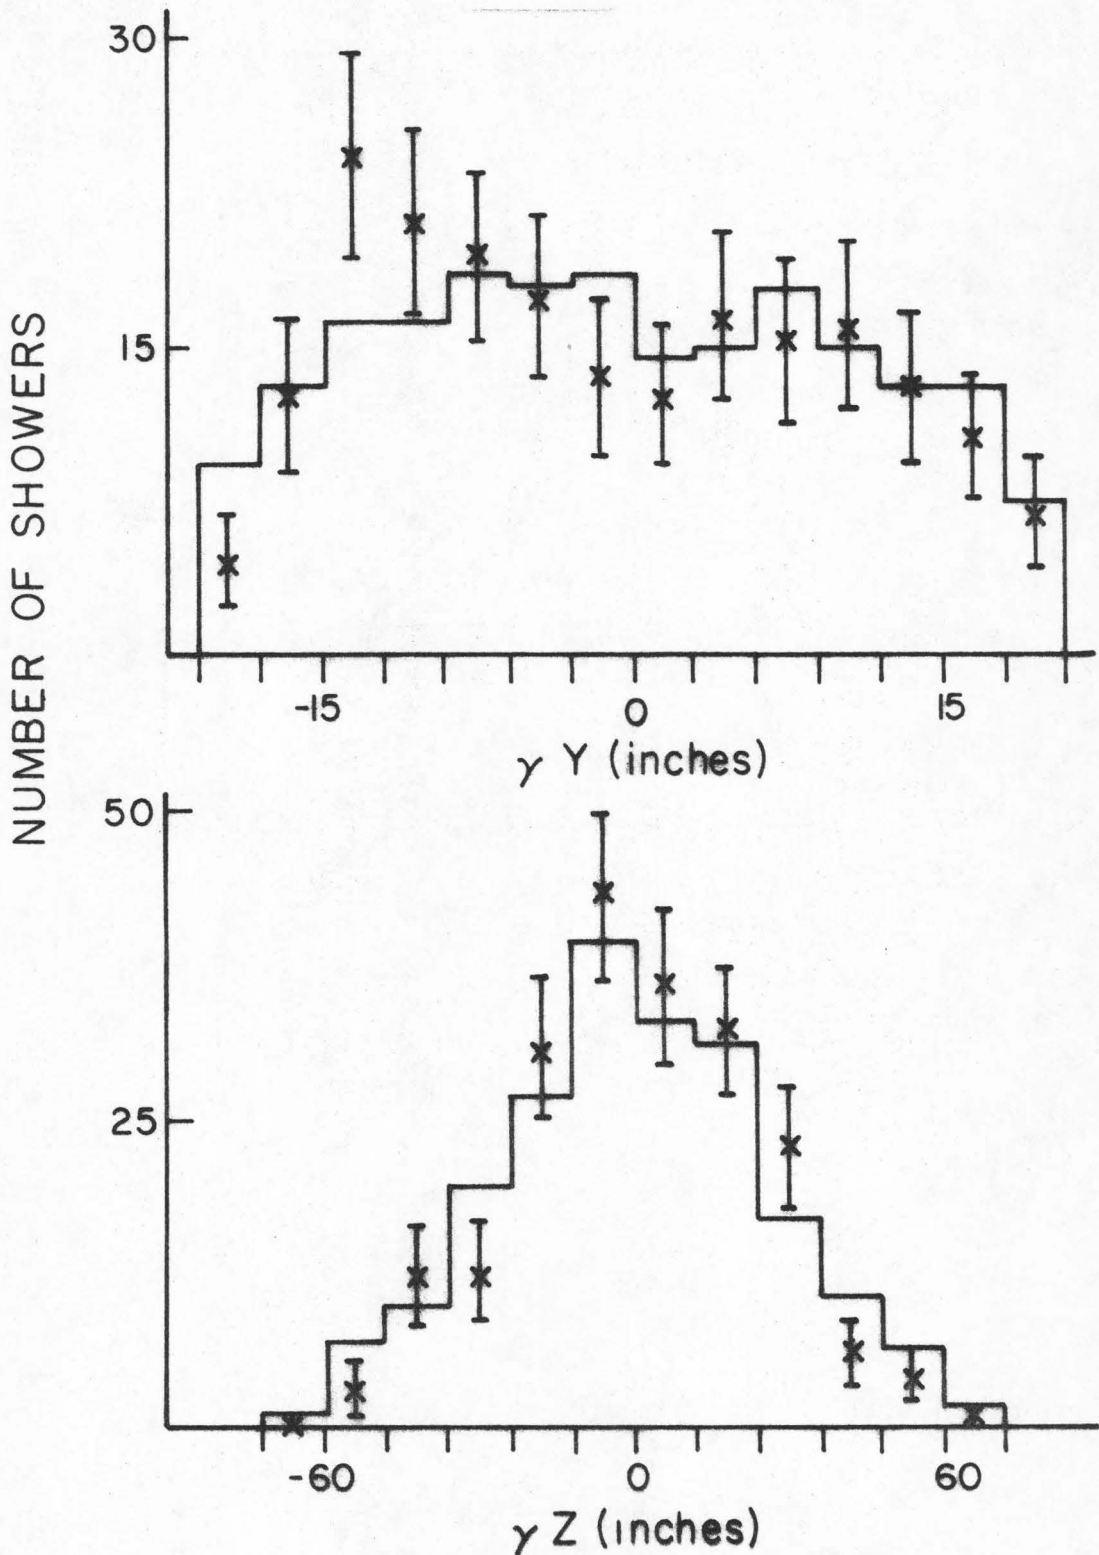 NUMBER OF SHOWERS
30
15
-15 0 15
γ Y (inches)
50
25
-60 0 60
γ Z (inches)